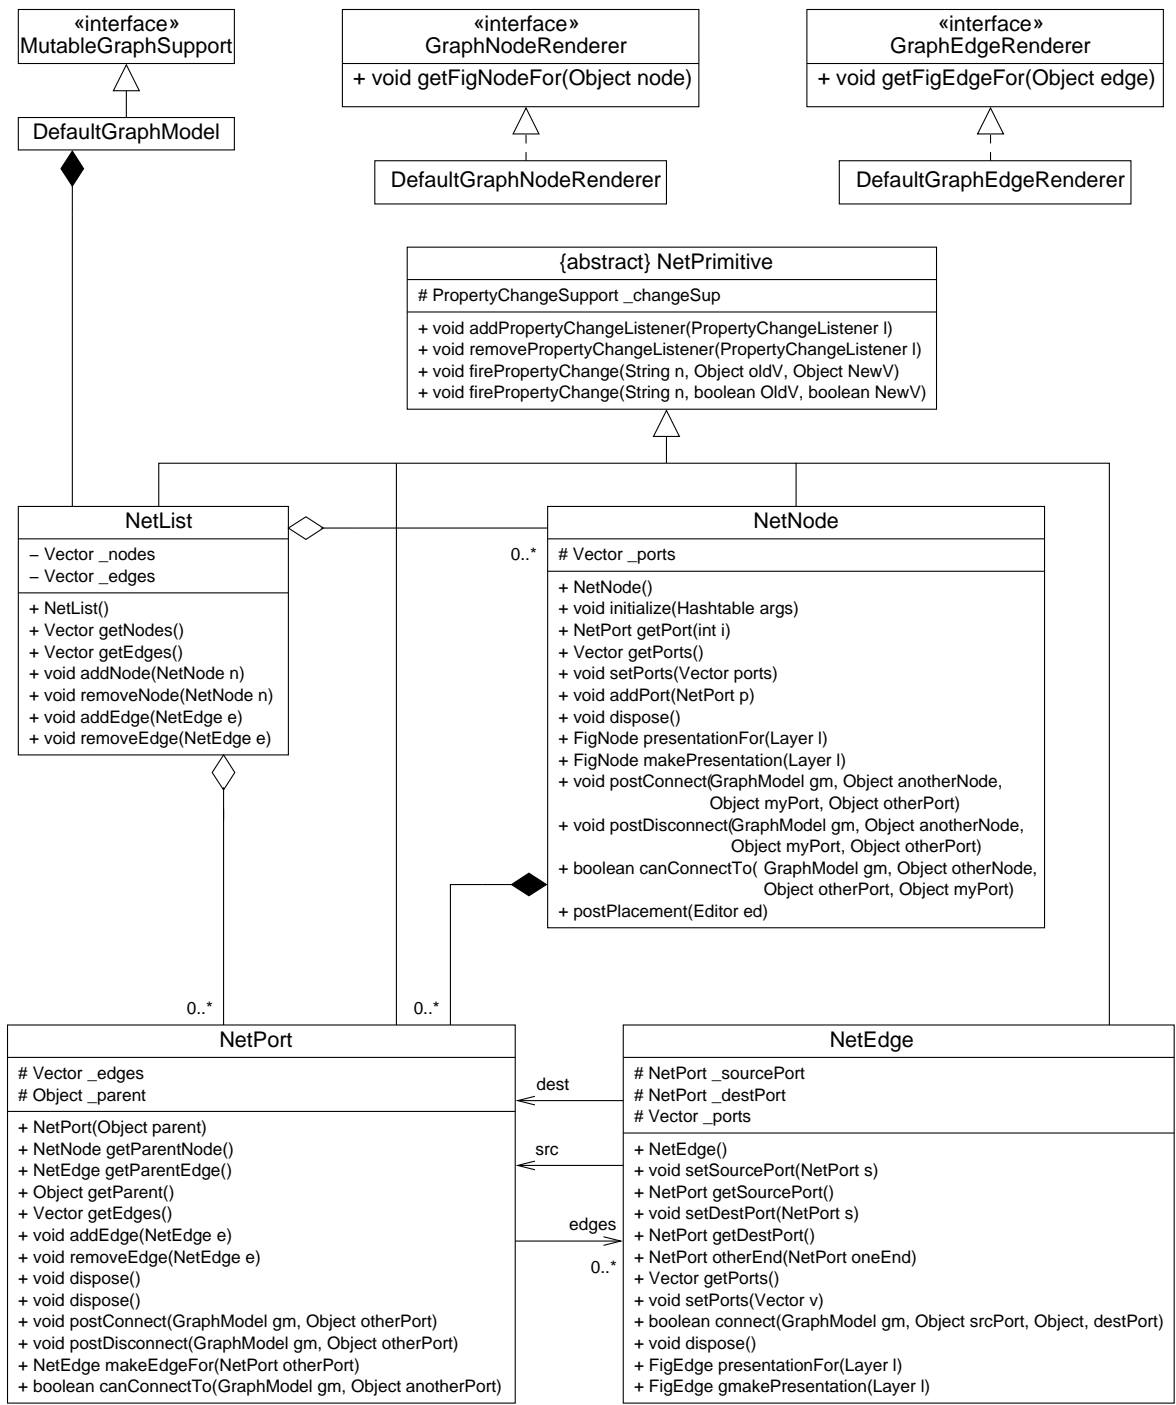 «interface»
MutableGraphSupport
DefaultGraphModel
«interface»
GraphNodeRenderer
+ void getFigNodeFor(Object node)
DefaultGraphNodeRenderer
«interface»
GraphEdgeRenderer
+ void getFigEdgeFor(Object edge)
DefaultGraphEdgeRenderer
{abstract} NetPrimitive
# PropertyChangeSupport _changeSup
+ void addPropertyChangeListener(PropertyChangeListener l)
+ void removePropertyChangeListener(PropertyChangeListener l)
+ void firePropertyChange(String n, Object oldV, Object NewV)
+ void firePropertyChange(String n, boolean OldV, boolean NewV)
NetList
– Vector _nodes
– Vector _edges
+ NetList()
+ Vector getNodes()
+ Vector getEdges()
+ void addNode(NetNode n)
+ void removeNode(NetNode n)
+ void addEdge(NetEdge e)
+ void removeEdge(NetEdge e)
0..*
NetNode
# Vector _ports
+ NetNode()
+ void initialize(Hashtable args)
+ NetPort getPort(int i)
+ Vector getPorts()
+ void setPorts(Vector ports)
+ void addPort(NetPort p)
+ void dispose()
+ FigNode presentationFor(Layer l)
+ FigNode makePresentation(Layer l)
+ void postConnect(GraphModel gm, Object anotherNode,
Object myPort, Object otherPort)
+ void postDisconnect(GraphModel gm, Object anotherNode,
Object myPort, Object otherPort)
+ boolean canConnectTo( GraphModel gm, Object otherNode,
Object otherPort, Object myPort)
+ postPlacement(Editor ed)
0..*
0..*
NetPort
# Vector _edges
# Object _parent
+ NetPort(Object parent)
+ NetNode getParentNode()
+ NetEdge getParentEdge()
+ Object getParent()
+ Vector getEdges()
+ void addEdge(NetEdge e)
+ void removeEdge(NetEdge e)
+ void dispose()
+ void dispose()
+ void postConnect(GraphModel gm, Object otherPort)
+ void postDisconnect(GraphModel gm, Object otherPort)
+ NetEdge makeEdgeFor(NetPort otherPort)
+ boolean canConnectTo(GraphModel gm, Object anotherPort)
dest
src
edges
0..*
NetEdge
# NetPort _sourcePort
# NetPort _destPort
# Vector _ports
+ NetEdge()
+ void setSourcePort(NetPort s)
+ NetPort getSourcePort()
+ void setDestPort(NetPort s)
+ NetPort getDestPort()
+ NetPort otherEnd(NetPort oneEnd)
+ Vector getPorts()
+ void setPorts(Vector v)
+ boolean connect(GraphModel gm, Object srcPort, Object, destPort)
+ void dispose()
+ FigEdge presentationFor(Layer l)
+ FigEdge gmakePresentation(Layer l)